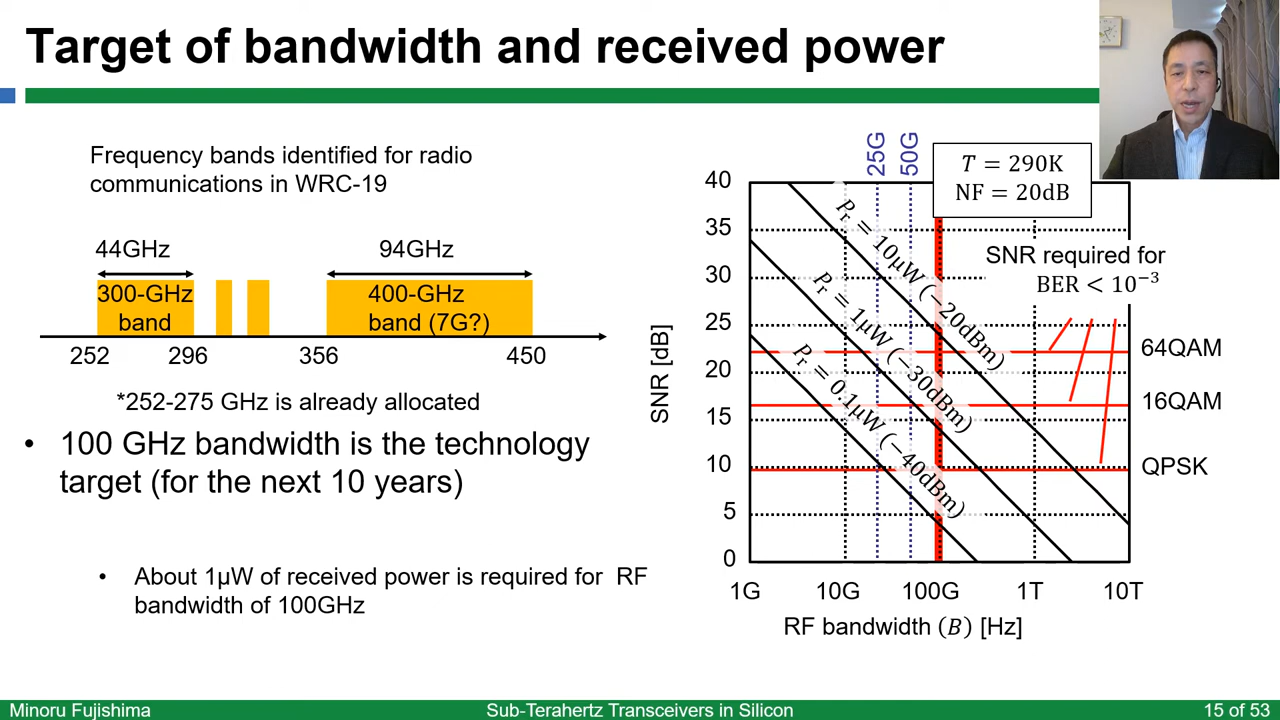 Target of bandwidth and received power
Frequency bands identified for radio
communications in WRC-19
44GHz
94GHz
300-GHz
band
400-GHz
band (7G?)
252
296
356
450
*252-275 GHz is already allocated
• 100 GHz bandwidth is the technology
target (for the next 10 years)
• About 1μW of received power is required for RF
bandwidth of 100GHz
25G
50G
T = 290K
NF = 20dB
SNR required for
BER < 10⁻³
Pᵣ = 10μW (−20dBm)
Pᵣ = 1μW (−30dBm)
Pᵣ = 0.1μW (−40dBm)
64QAM
16QAM
QPSK
SNR [dB]
40
35
30
25
20
15
10
5
0
1G
10G
100G
1T
10T
RF bandwidth (B) [Hz]
Minoru Fujishima
Sub-Terahertz Transceivers in Silicon
15 of 53